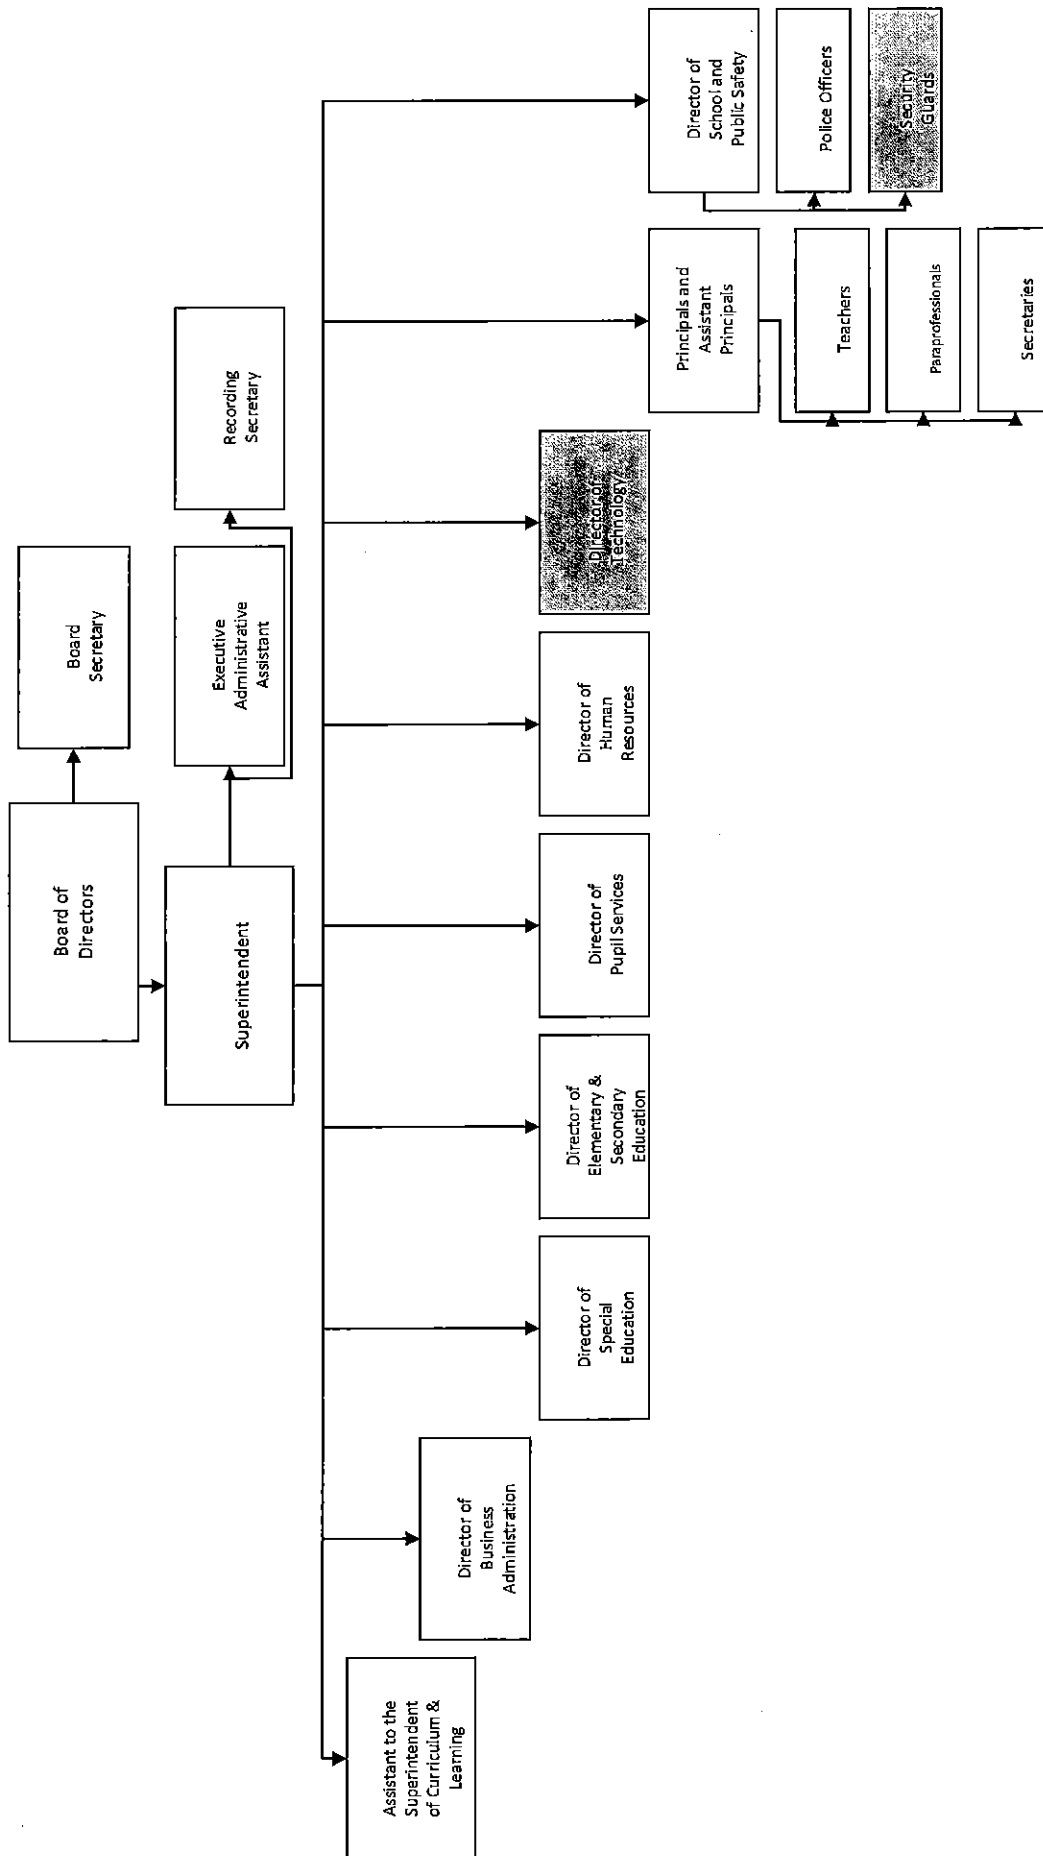 Board of
Directors
Board
Secretary
Superintendent
Executive
Administrative
Assistant
Recording
Secretary
Assistant to the
Superintendent
of Curriculum &
Learning
Director of
Business
Administration
Director of
Special
Education
Director of
Elementary &
Secondary
Education
Director of
Pupil Services
Director of
Human
Resources
Director of
Technology
Principals and
Assistant
Principals
Teachers
Paraprofessionals
Secretaries
Director of
School and
Public Safety
Police Officers
Security
Guards